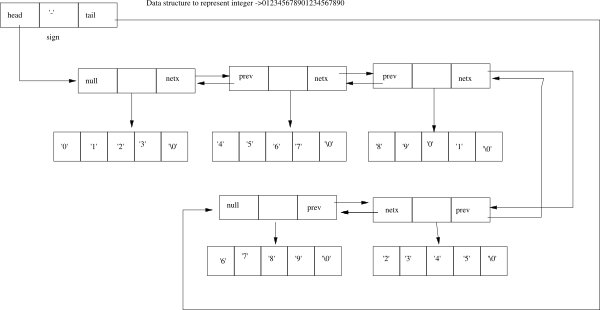 Data structure to represent integer ->012345678901234567890
head '-' tail
sign
null netx prev netx prev netx
'0' '1' '2' '3' '\0' '4' '5' '6' '7' '\0' '8' '9' '0' '1' '\0'
null prev netx prev
'6' '7' '8' '9' '\0' '2' '3' '4' '5' '\0'